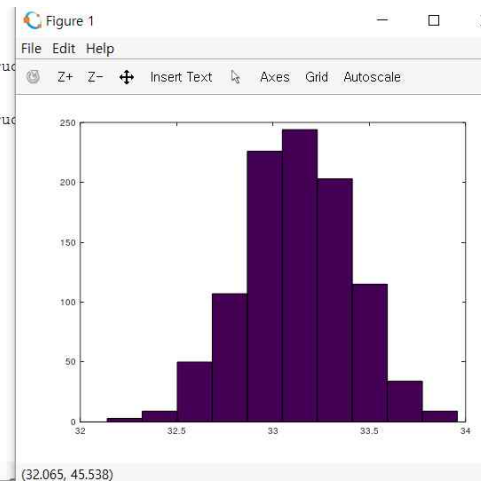 Figure 1
File Edit Help
Z+ Z- Insert Text Axes Grid Autoscale
250
200
150
100
50
0
32 32.5 33 33.5 34
(32.065, 45.538)